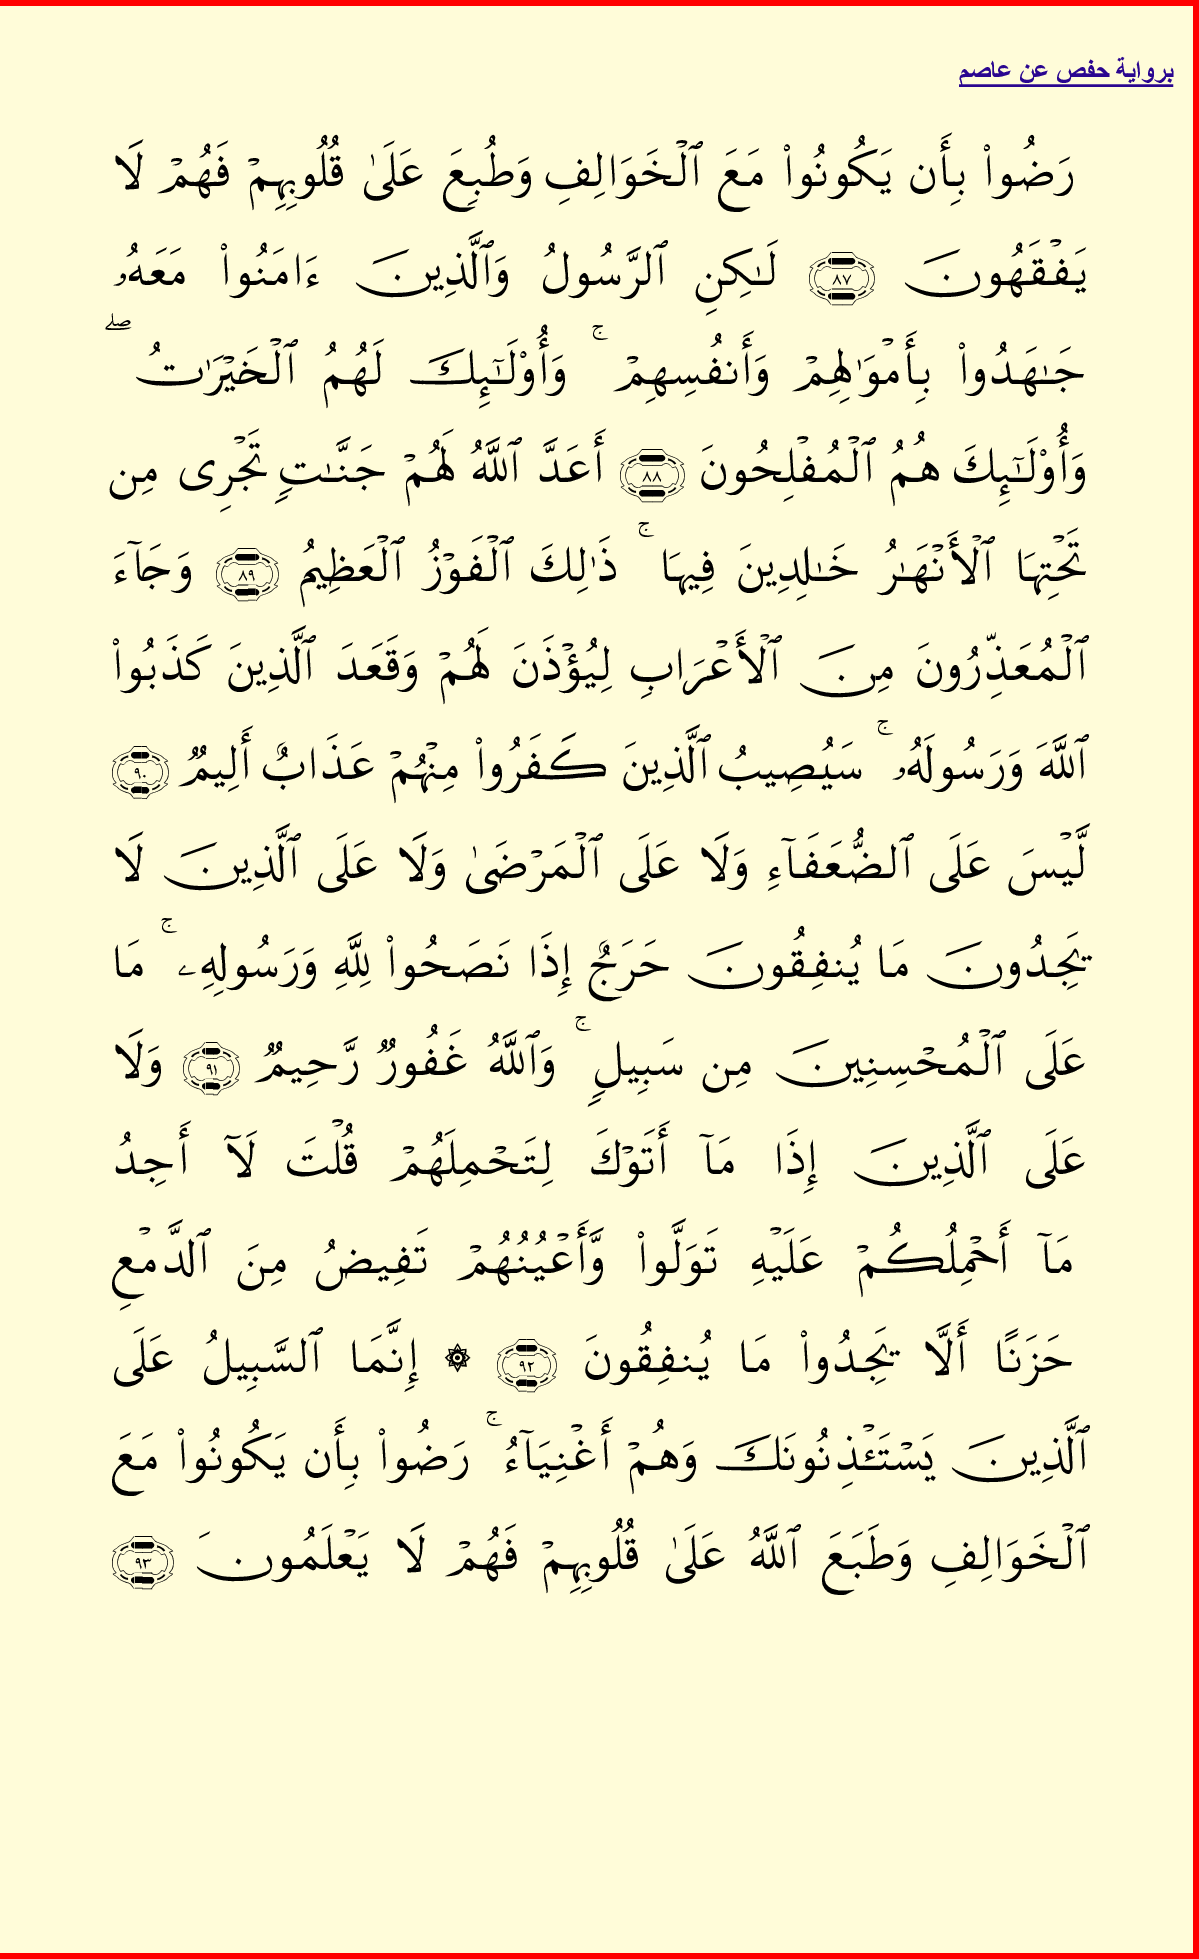 برواية حفص عن عاصم
رَضُوا۟ بِأَن يَكُونُوا۟ مَعَ ٱلْخَوَالِفِ وَطُبِعَ عَلَىٰ قُلُوبِهِمْ فَهُمْ لَا
يَفْقَهُونَ ٨٧ لَـٰكِنِ ٱلرَّسُولُ وَٱلَّذِينَ ءَامَنُوا۟ مَعَهُۥ
جَـٰهَدُوا۟ بِأَمْوَٰلِهِمْ وَأَنفُسِهِمْ ۚ وَأُو۟لَـٰٓئِكَ لَهُمُ ٱلْخَيْرَٰتُ ۖ
وَأُو۟لَـٰٓئِكَ هُمُ ٱلْمُفْلِحُونَ ٨٨ أَعَدَّ ٱللَّهُ لَهُمْ جَنَّـٰتٍ تَجْرِى مِن
تَحْتِهَا ٱلْأَنْهَـٰرُ خَـٰلِدِينَ فِيهَا ۚ ذَٰلِكَ ٱلْفَوْزُ ٱلْعَظِيمُ ٨٩ وَجَآءَ
ٱلْمُعَذِّرُونَ مِنَ ٱلْأَعْرَابِ لِيُؤْذَنَ لَهُمْ وَقَعَدَ ٱلَّذِينَ كَذَبُوا۟
ٱللَّهَ وَرَسُولَهُۥ ۚ سَيُصِيبُ ٱلَّذِينَ كَفَرُوا۟ مِنْهُمْ عَذَابٌ أَلِيمٌ ٩٠
لَّيْسَ عَلَى ٱلضُّعَفَآءِ وَلَا عَلَى ٱلْمَرْضَىٰ وَلَا عَلَى ٱلَّذِينَ لَا
يَجِدُونَ مَا يُنفِقُونَ حَرَجٌ إِذَا نَصَحُوا۟ لِلَّهِ وَرَسُولِهِۦ ۚ مَا
عَلَى ٱلْمُحْسِنِينَ مِن سَبِيلٍ ۚ وَٱللَّهُ غَفُورٌ رَّحِيمٌ ٩١ وَلَا
عَلَى ٱلَّذِينَ إِذَا مَآ أَتَوْكَ لِتَحْمِلَهُمْ قُلْتَ لَآ أَجِدُ
مَآ أَحْمِلُكُمْ عَلَيْهِ تَوَلَّوا۟ وَّأَعْيُنُهُمْ تَفِيضُ مِنَ ٱلدَّمْعِ
حَزَنًا أَلَّا يَجِدُوا۟ مَا يُنفِقُونَ ٩٢ ۞ إِنَّمَا ٱلسَّبِيلُ عَلَى
ٱلَّذِينَ يَسْتَـْٔذِنُونَكَ وَهُمْ أَغْنِيَآءُ ۚ رَضُوا۟ بِأَن يَكُونُوا۟ مَعَ
ٱلْخَوَالِفِ وَطَبَعَ ٱللَّهُ عَلَىٰ قُلُوبِهِمْ فَهُمْ لَا يَعْلَمُونَ ٩٣